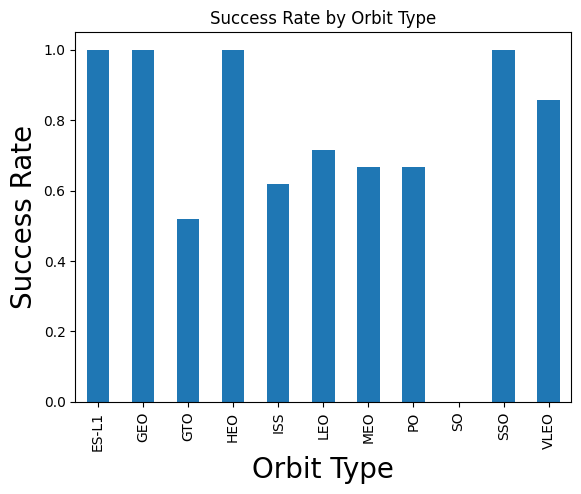 Success Rate by Orbit Type
Success Rate
1.0
0.8
0.6
0.4
0.2
0.0
ES-L1
GEO
GTO
HEO
ISS
LEO
MEO
PO
SO
SSO
VLEO
Orbit Type